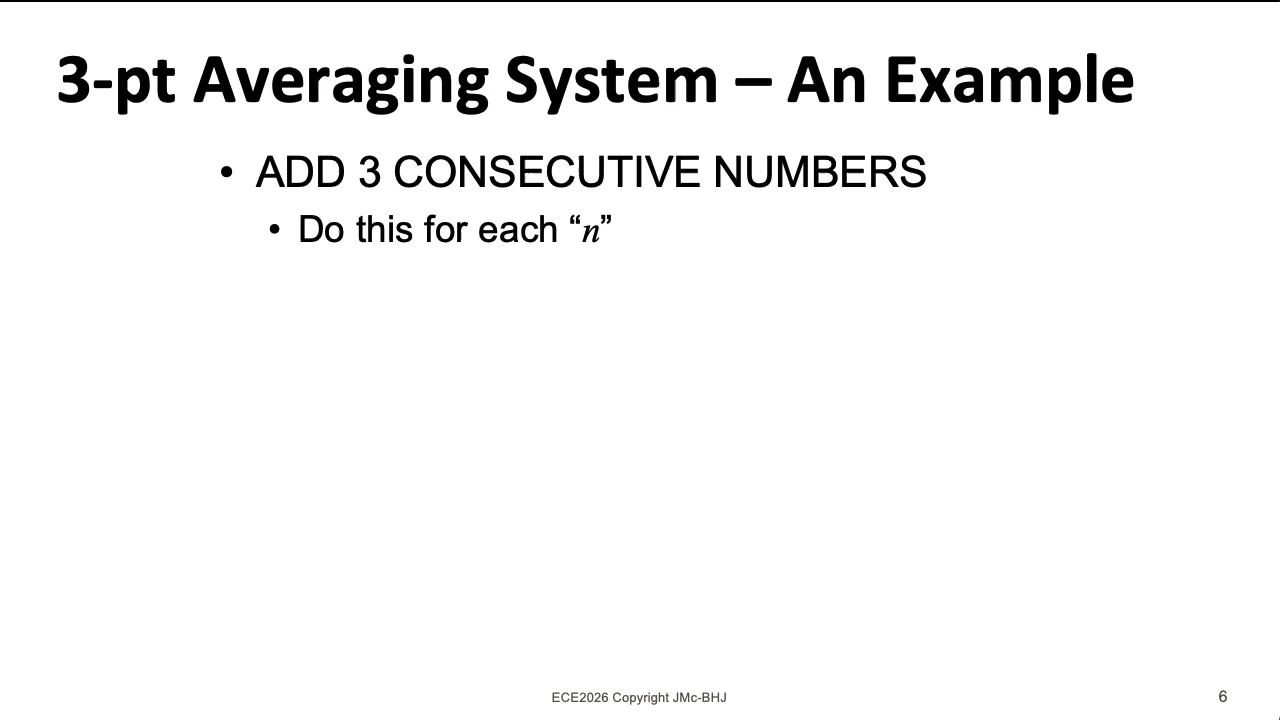 3-pt Averaging System – An Example
• ADD 3 CONSECUTIVE NUMBERS
• Do this for each “n”
ECE2026 Copyright JMc-BHJ
6